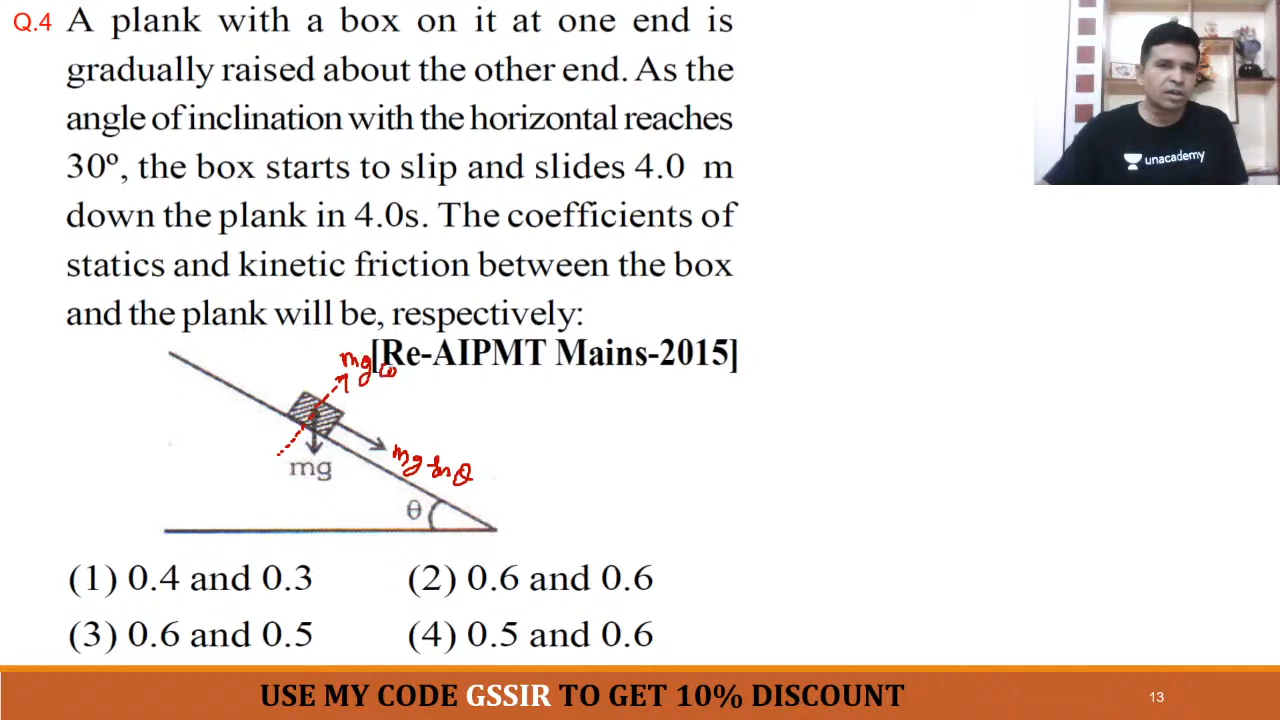 Q.4 A plank with a box on it at one end is
gradually raised about the other end. As the
angle of inclination with the horizontal reaches
30º, the box starts to slip and slides 4.0 m
down the plank in 4.0s. The coefficients of
statics and kinetic friction between the box
and the plank will be, respectively:
[Re-AIPMT Mains-2015]
mg co
mg sin θ
mg
θ
(1) 0.4 and 0.3 (2) 0.6 and 0.6
(3) 0.6 and 0.5 (4) 0.5 and 0.6
unacademy
USE MY CODE GSSIR TO GET 10% DISCOUNT
13